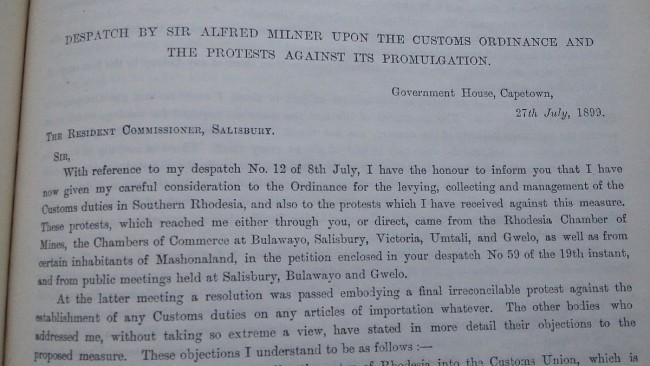 DESPATCH BY SIR ALFRED MILNER UPON THE CUSTOMS ORDINANCE AND
THE PROTESTS AGAINST ITS PROMULGATION.
Government House, Capetown,
27th July, 1899.
THE RESIDENT COMMISSIONER, SALISBURY.
SIR,
With reference to my despatch No. 12 of 8th July, I have the honour to inform you that I have
now given my careful consideration to the Ordinance for the levying, collecting and management of the
Customs duties in Southern Rhodesia, and also to the protests which I have received against this measure.
These protests, which reached me either through you, or direct, came from the Rhodesia Chamber of
Mines, the Chambers of Commerce at Bulawayo, Salisbury, Victoria, Umtali, and Gwelo, as well as from
certain inhabitants of Mashonaland, in the petition enclosed in your despatch No 59 of the 19th instant,
and from public meetings held at Salisbury, Bulawayo and Gwelo.
At the latter meeting a resolution was passed embodying a final irreconcilable protest against the
establishment of any Customs duties on any articles of importation whatever. The other bodies who
addressed me, without taking so extreme a view, have stated in more detail their objections to the
proposed measure. These objections I understand to be as follows :—
of Rhodesia into the Customs Union, which is